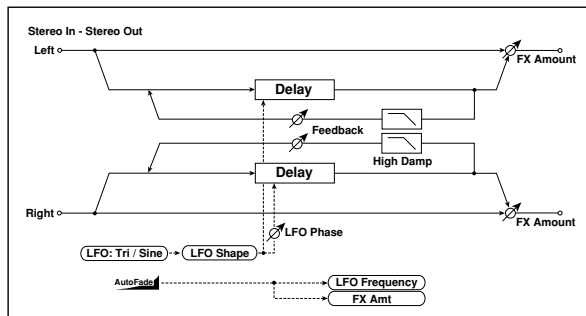 Stereo In - Stereo Out
Left
FX Amount
Delay
Feedback
High Damp
Delay
Right
FX Amount
LFO Phase
LFO: Tri / Sine
LFO Shape
AutoFade
LFO Frequency
FX Amt